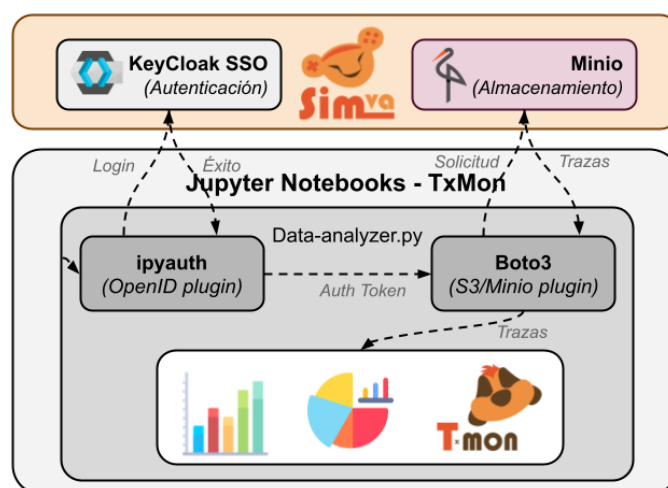 KeyCloak SSO
(Autenticación)
Simva
Minio
(Almacenamiento)
Login
Éxito
Solicitud
Trazas
Jupyter Notebooks - TxMon
Data-analyzer.py
ipyauth
(OpenID plugin)
Auth Token
Boto3
(S3/Minio plugin)
Trazas
TxMON